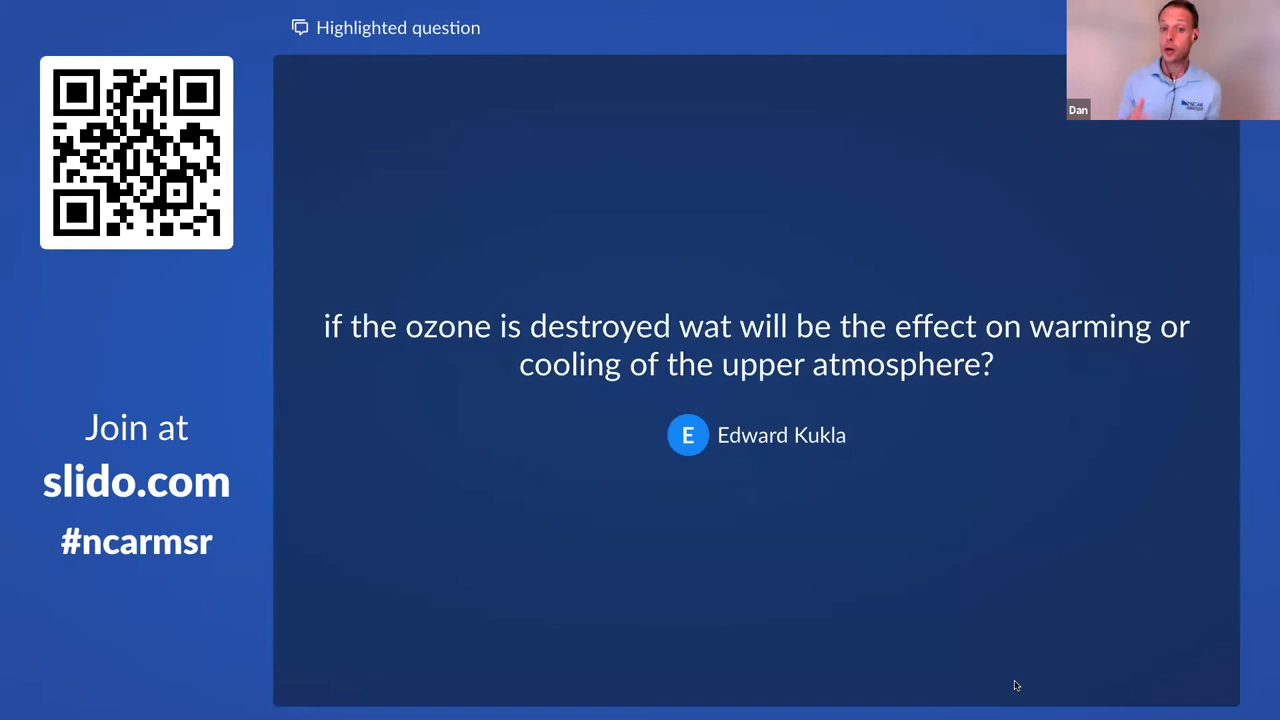 Highlighted question
Dan
if the ozone is destroyed wat will be the effect on warming or
cooling of the upper atmosphere?
E
Edward Kukla
Join at
slido.com
#ncarmsr